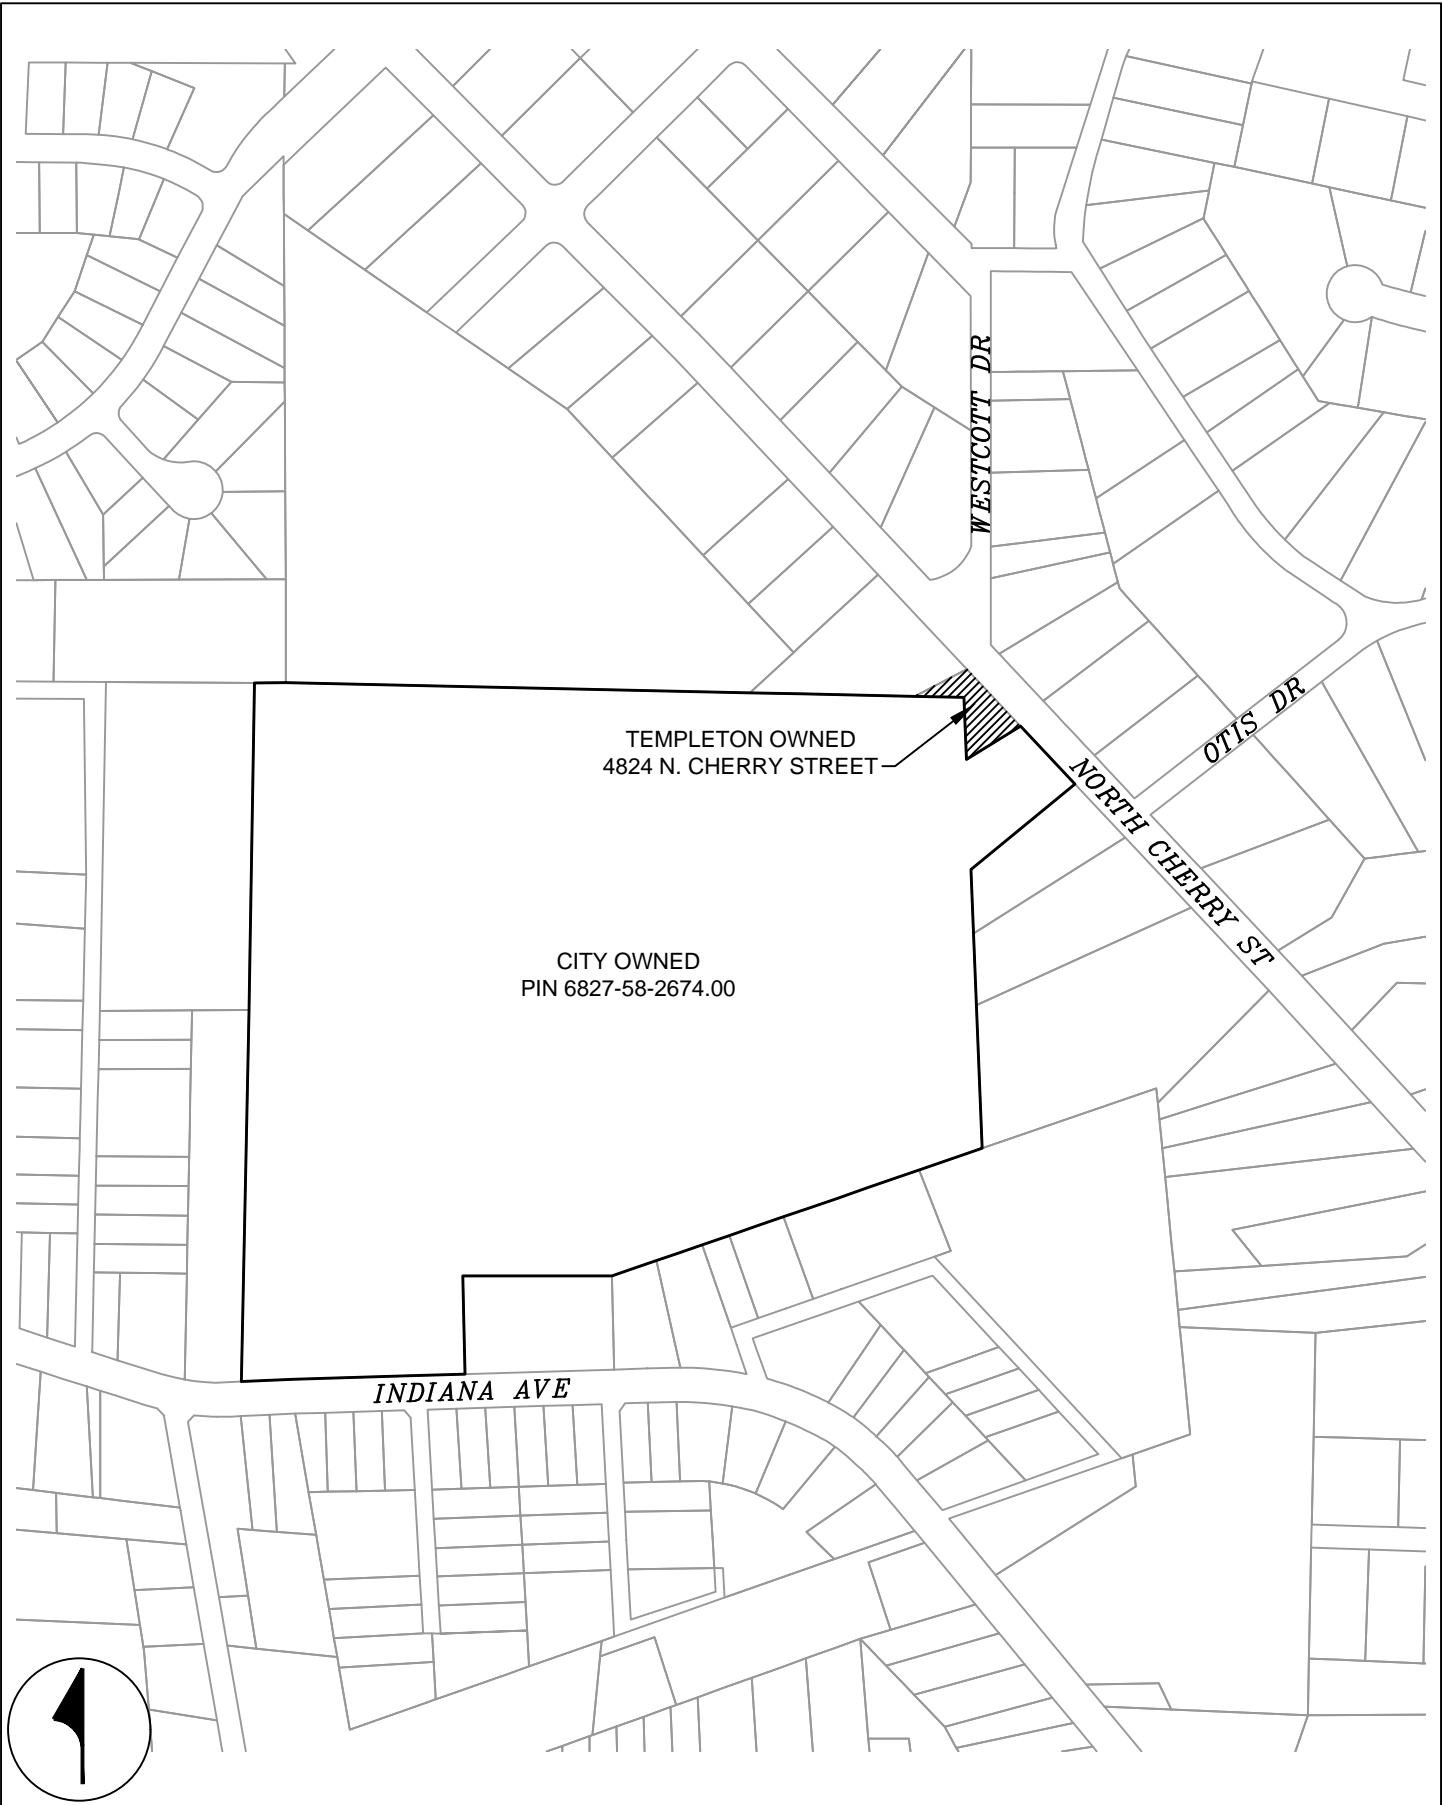 WESTCOTT DR
OTIS DR
TEMPLETON OWNED
4824 N. CHERRY STREET
NORTH CHERRY ST
CITY OWNED
PIN 6827-58-2674.00
INDIANA AVE